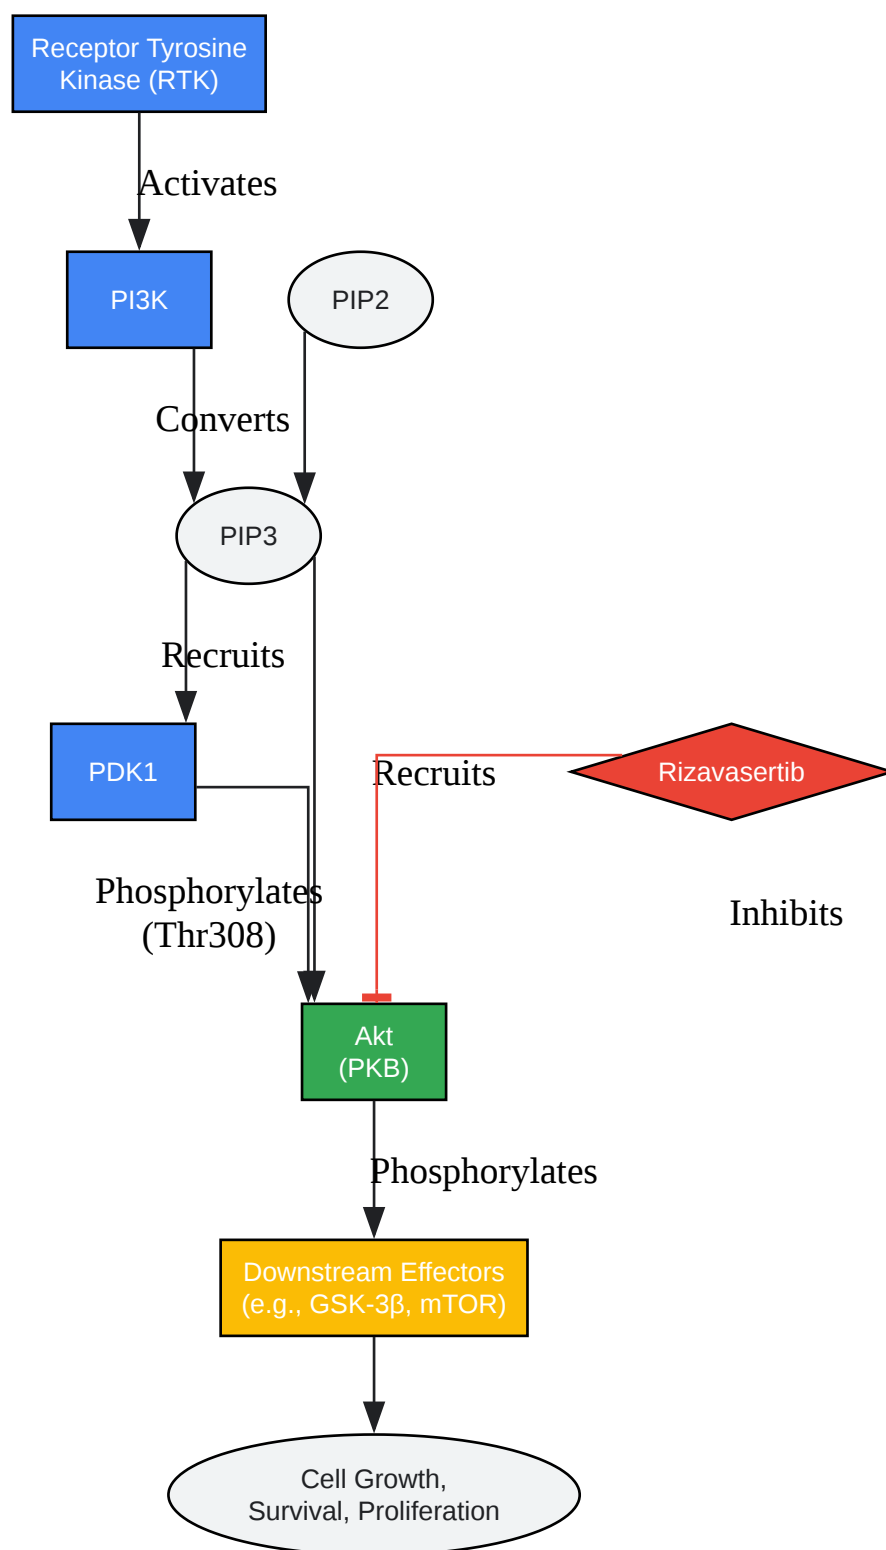 Receptor Tyrosine
Kinase (RTK)
Activates
PI3K
PIP2
Converts
PIP3
Recruits
PDK1
Recruits
Rizavasertib
Phosphorylates
(Thr308)
Inhibits
Akt
(PKB)
Phosphorylates
Downstream Effectors
(e.g., GSK-3β, mTOR)
Cell Growth,
Survival, Proliferation